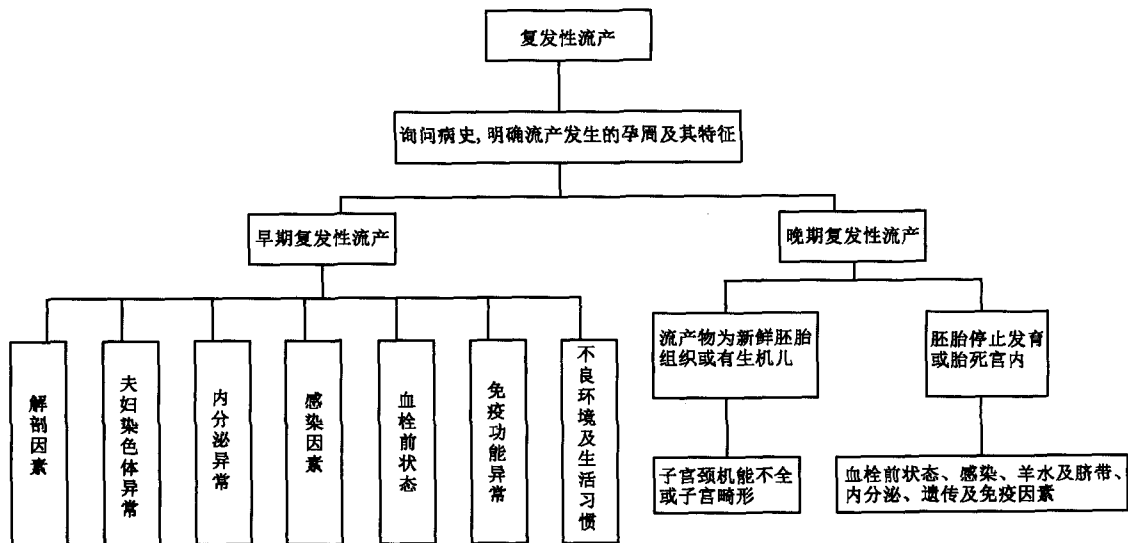 复发性流产
询问病史,明确流产发生的孕周及其特征
早期复发性流产
晚期复发性流产
解剖因素
夫妇染色体异常
内分泌异常
感染因素
血栓前状态
免疫功能异常
不良环境及生活习惯
流产物为新鲜胚胎
组织或有生机儿
胚胎停止发育
或胎死宫内
子宫颈机能不全
或子宫畸形
血栓前状态、感染、羊水及脐带、
内分泌、遗传及免疫因素